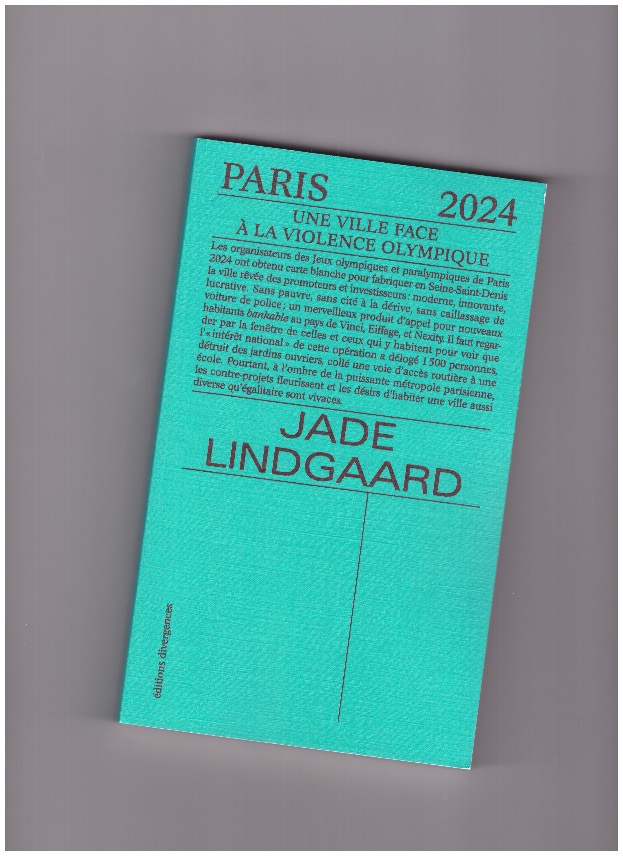 PARIS 2024
UNE VILLE FACE
À LA VIOLENCE OLYMPIQUE
Les organisateurs des Jeux olympiques et paralympiques de Paris
2024 ont obtenu carte blanche pour fabriquer en Seine-Saint-Denis
la ville rêvée des promoteurs et investisseurs : moderne, innovante,
lucrative. Sans pauvre, sans cité à la dérive, sans caillassage de
voiture de police ; un merveilleux produit d'appel pour nouveaux
habitants bankable au pays de Vinci, Eiffage, et Nexity. Il faut regar-
der par la fenêtre de celles et ceux qui y habitent pour voir que
l'« intérêt national » de cette opération a délogé 1 500 personnes,
détruit des jardins ouvriers, collé une voie d'accès routière à une
école. Pourtant, à l'ombre de la puissante métropole parisienne,
les contre-projets fleurissent et les désirs d'habiter une ville aussi
diverse qu'égalitaire sont vivaces.
JADE
LINDGAARD
éditions divergences